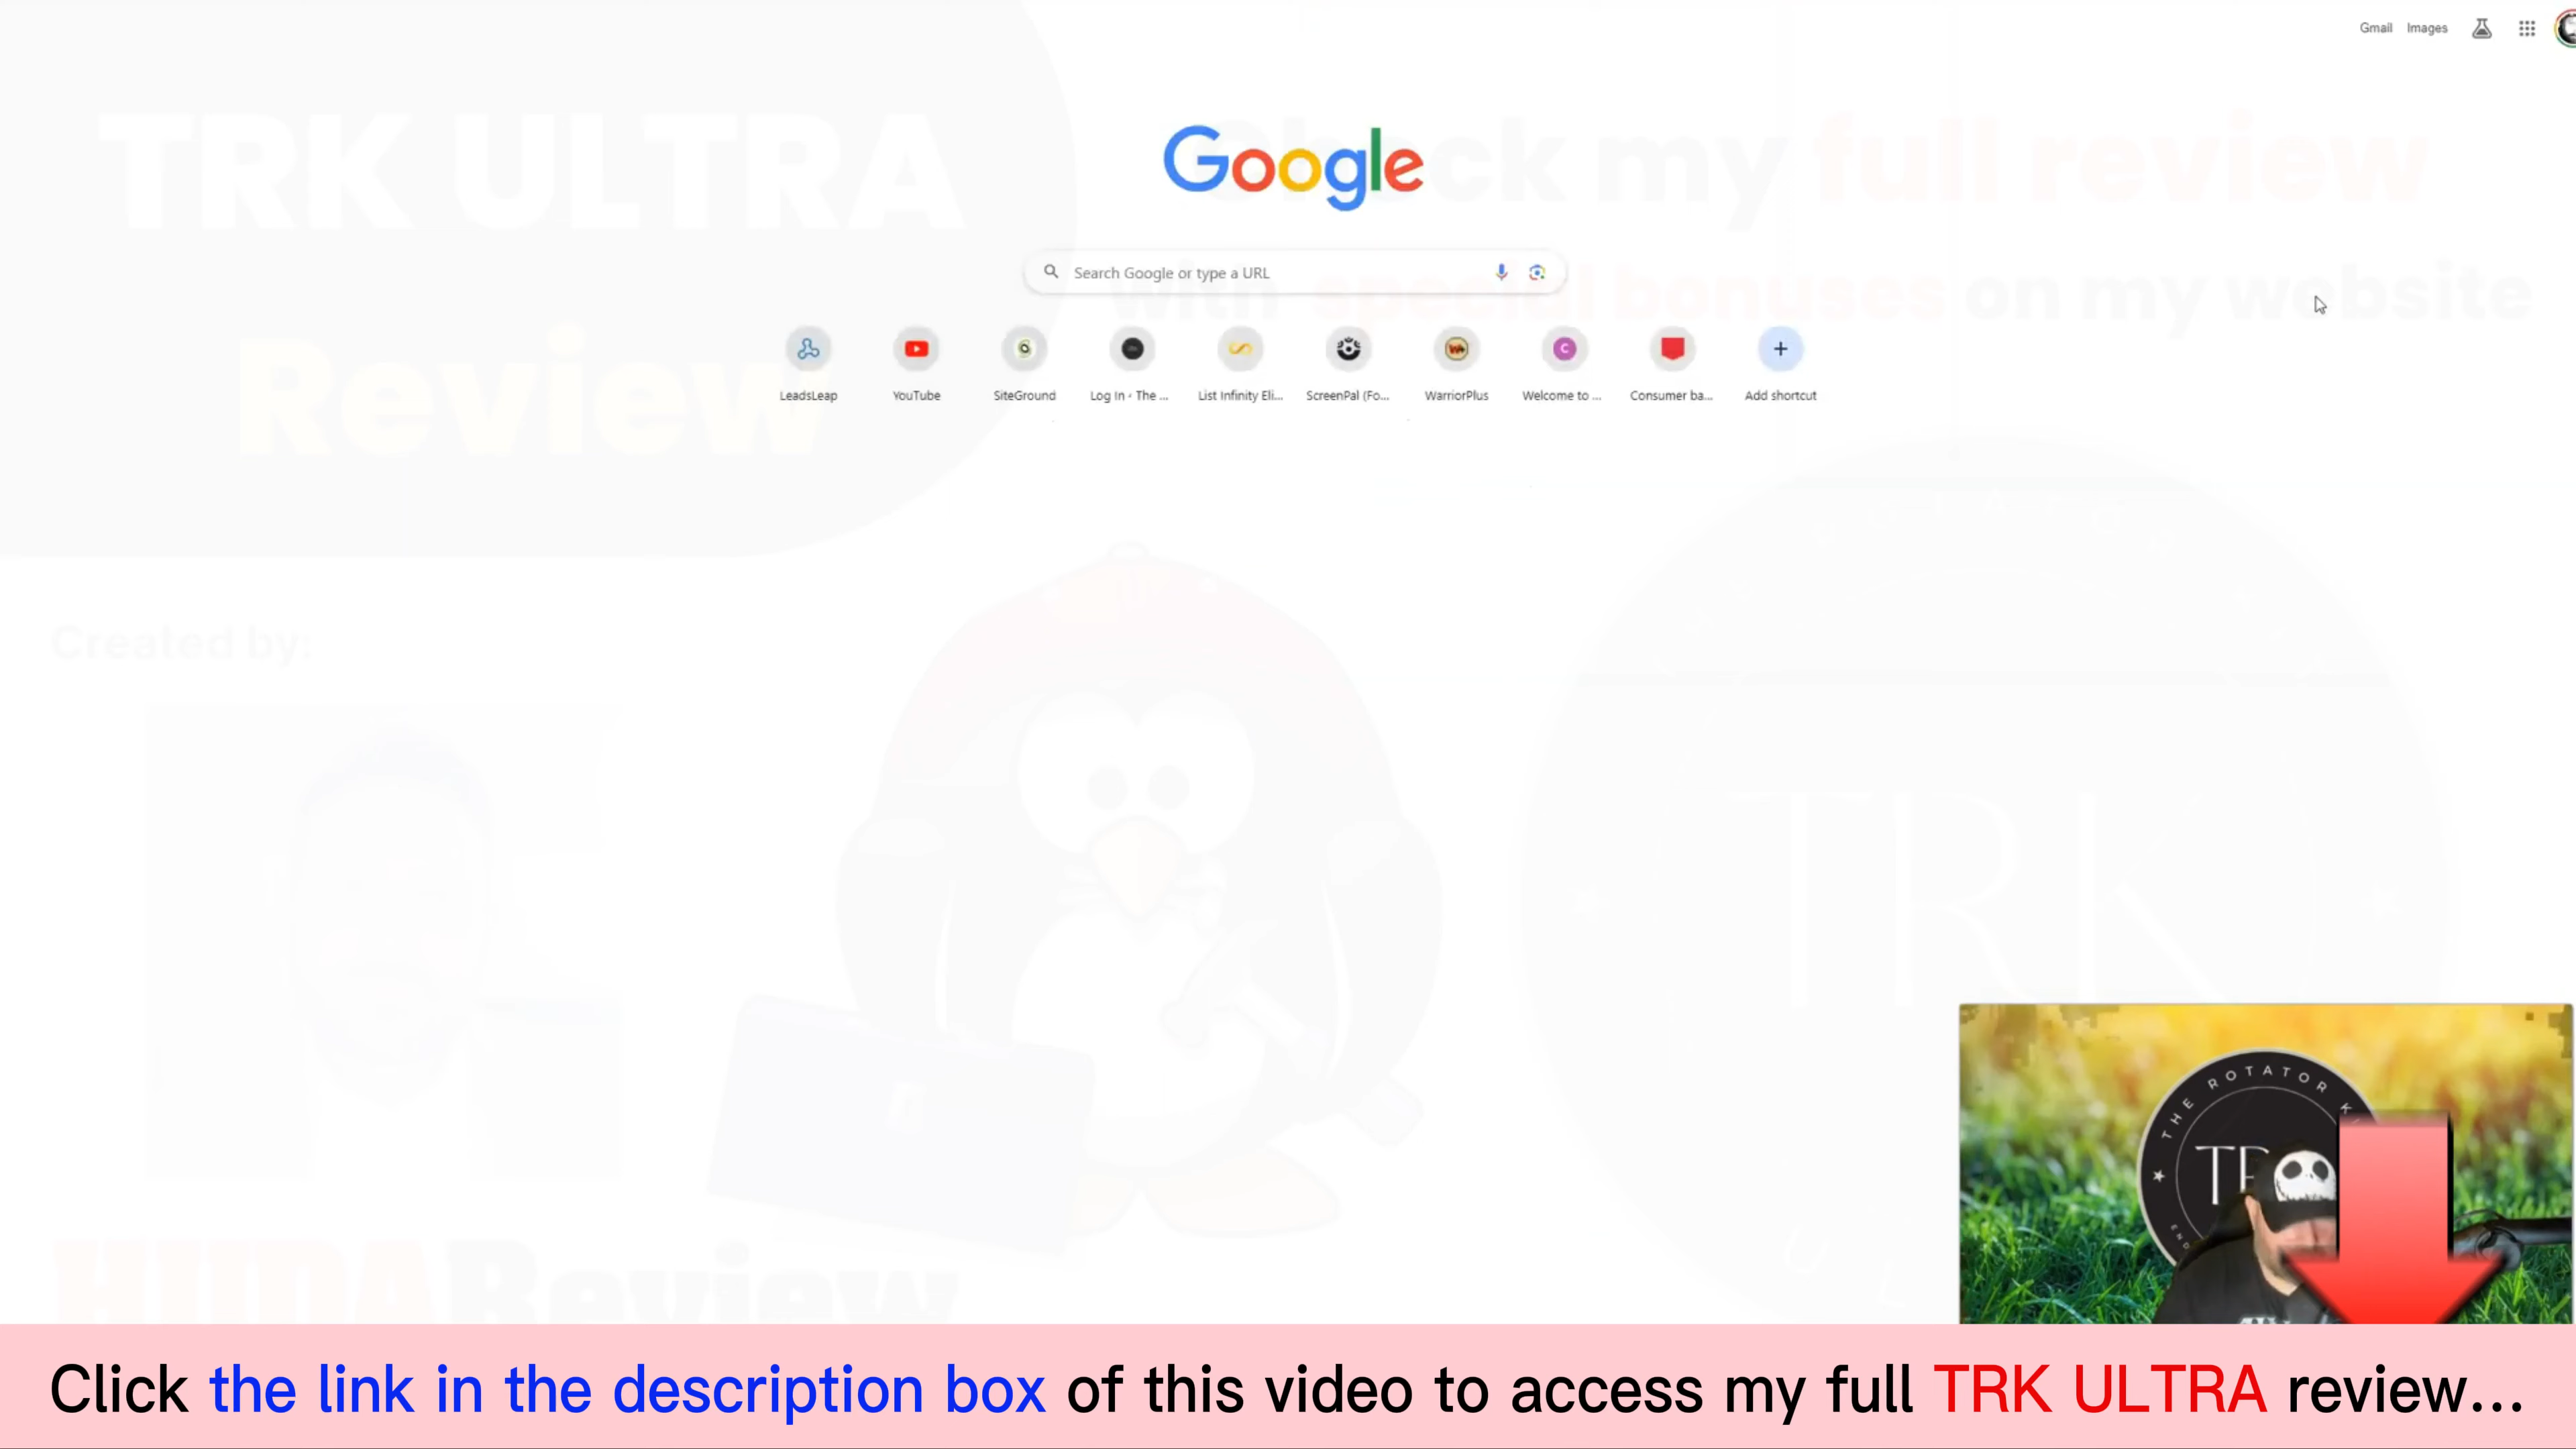 Gmail Images
TRK ULTRA
Review
Check my full review
with special bonuses on my website
Google
Search Google or type a URL
LeadsLeap
YouTube
SiteGround
Log In - The ...
List Infinity Eli...
ScreenPal (Fo...
WarriorPlus
Welcome to ...
Consumer ba...
Add shortcut
Created by:
TRK
THE ROTATOR K
HUDAReview
Click the link in the description box of this video to access my full TRK ULTRA review...